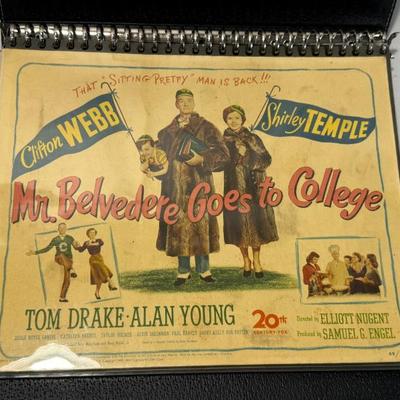 THAT "SITTING PRETTY" MAN IS BACK!!!
Clifton WEBB
Shirley TEMPLE
Mr. Belvedere Goes to College
TOM DRAKE · ALAN YOUNG
20th
CENTURY-FOX
Directed by ELLIOTT NUGENT
Produced by SAMUEL G. ENGEL